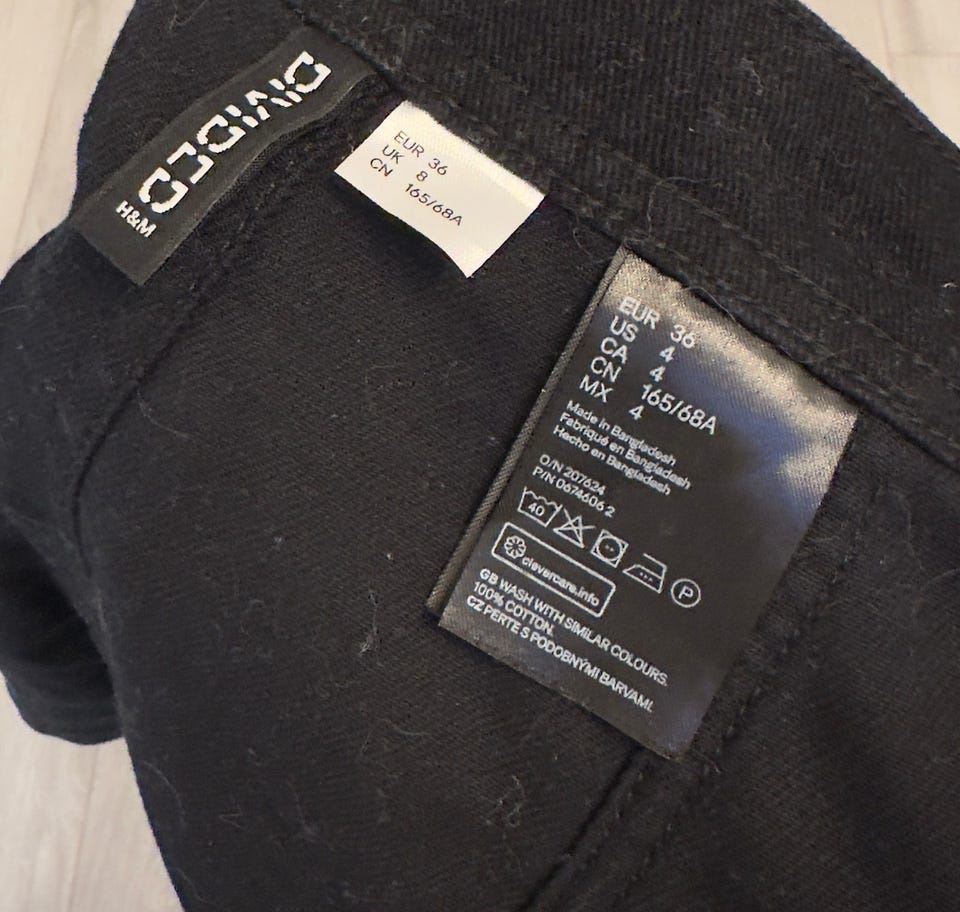 DIVIDED
H&M
EUR 36
UK 8
CN 165/68A
EUR 36
US 4
CA 4
CN 165/68A
MX 4
Made in Bangladesh
Fabriqué en Bangladesh
Hecho en Bangladesh
O/N 207624
P/N 0674606 2
40
P
clevercare.info
GB WASH WITH SIMILAR COLOURS.
100% COTTON.
CZ PERTE S PODOBNÝMI BARVAMI.